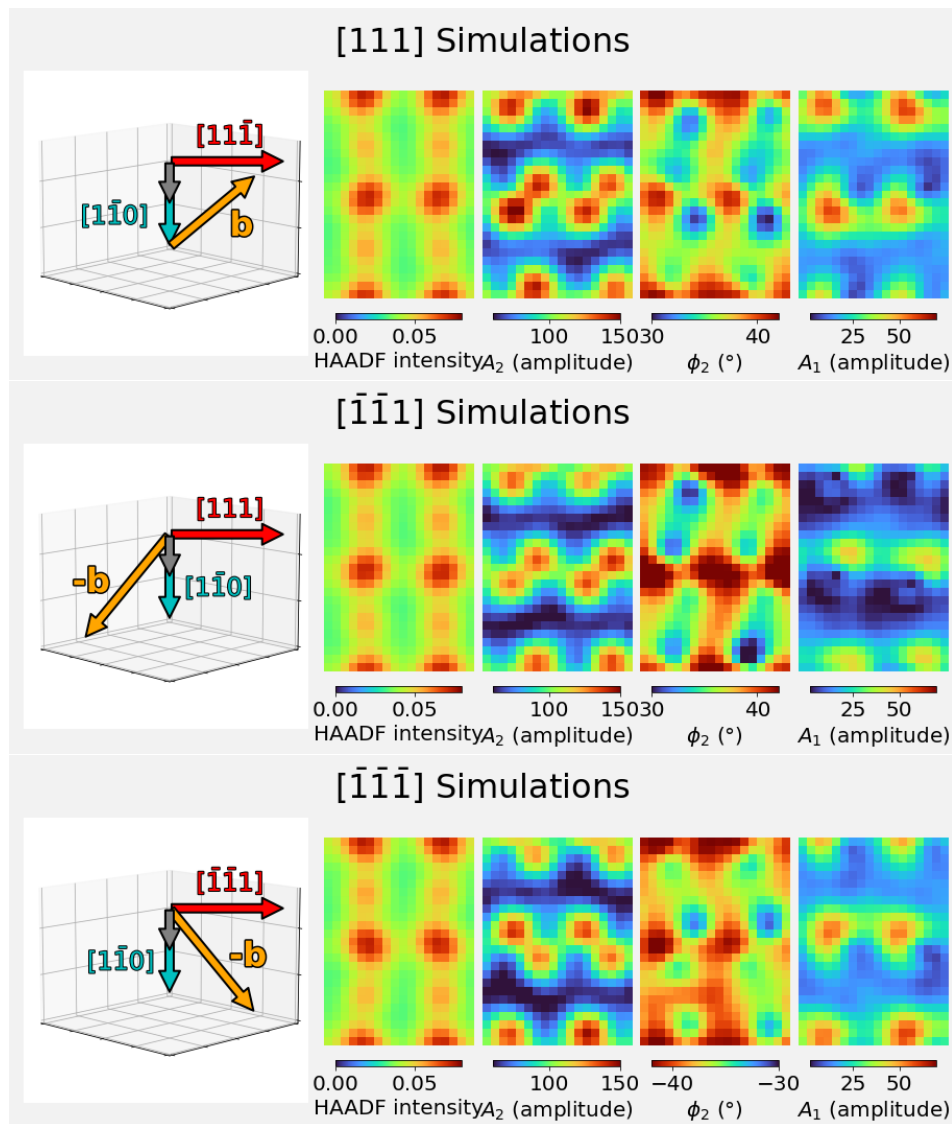 [111] Simulations
[111̄]
[11̄0]
b
0.00 0.05 100 150 30 40 25 50
HAADF intensity A₂ (amplitude) ϕ₂ (°) A₁ (amplitude)
[1̄1̄1] Simulations
[111]
-b
[11̄0]
0.00 0.05 100 150 30 40 25 50
HAADF intensity A₂ (amplitude) ϕ₂ (°) A₁ (amplitude)
[1̄1̄1̄] Simulations
[1̄1̄1]
[11̄0]
-b
0.00 0.05 100 150 −40 −30 25 50
HAADF intensity A₂ (amplitude) ϕ₂ (°) A₁ (amplitude)